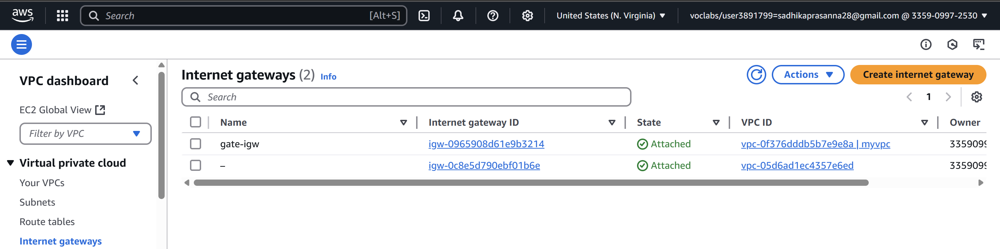 aws
Search [Alt+S]
United States (N. Virginia)
voclabs/user3891799=sadhikaprasanna28@gmail.com @ 3359-0997-2530
VPC dashboard
EC2 Global View
Filter by VPC
Virtual private cloud
Your VPCs
Subnets
Route tables
Internet gateways
Internet gateways (2) Info
Actions
Create internet gateway
Search
1
Name Internet gateway ID State VPC ID Owner
gate-igw igw-0965908d61e9b3214 Attached vpc-0f376dddb5b7e9e8a | myvpc 3359099
– igw-0c8e5d790ebf01b6e Attached vpc-05d6ad1ec4357e6ed 3359099